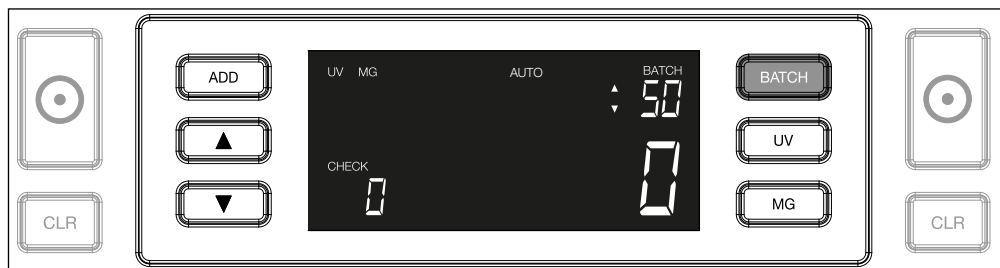 ADD
UV MG AUTO BATCH
50
BATCH
UV
CHECK
0 0
MG
CLR CLR